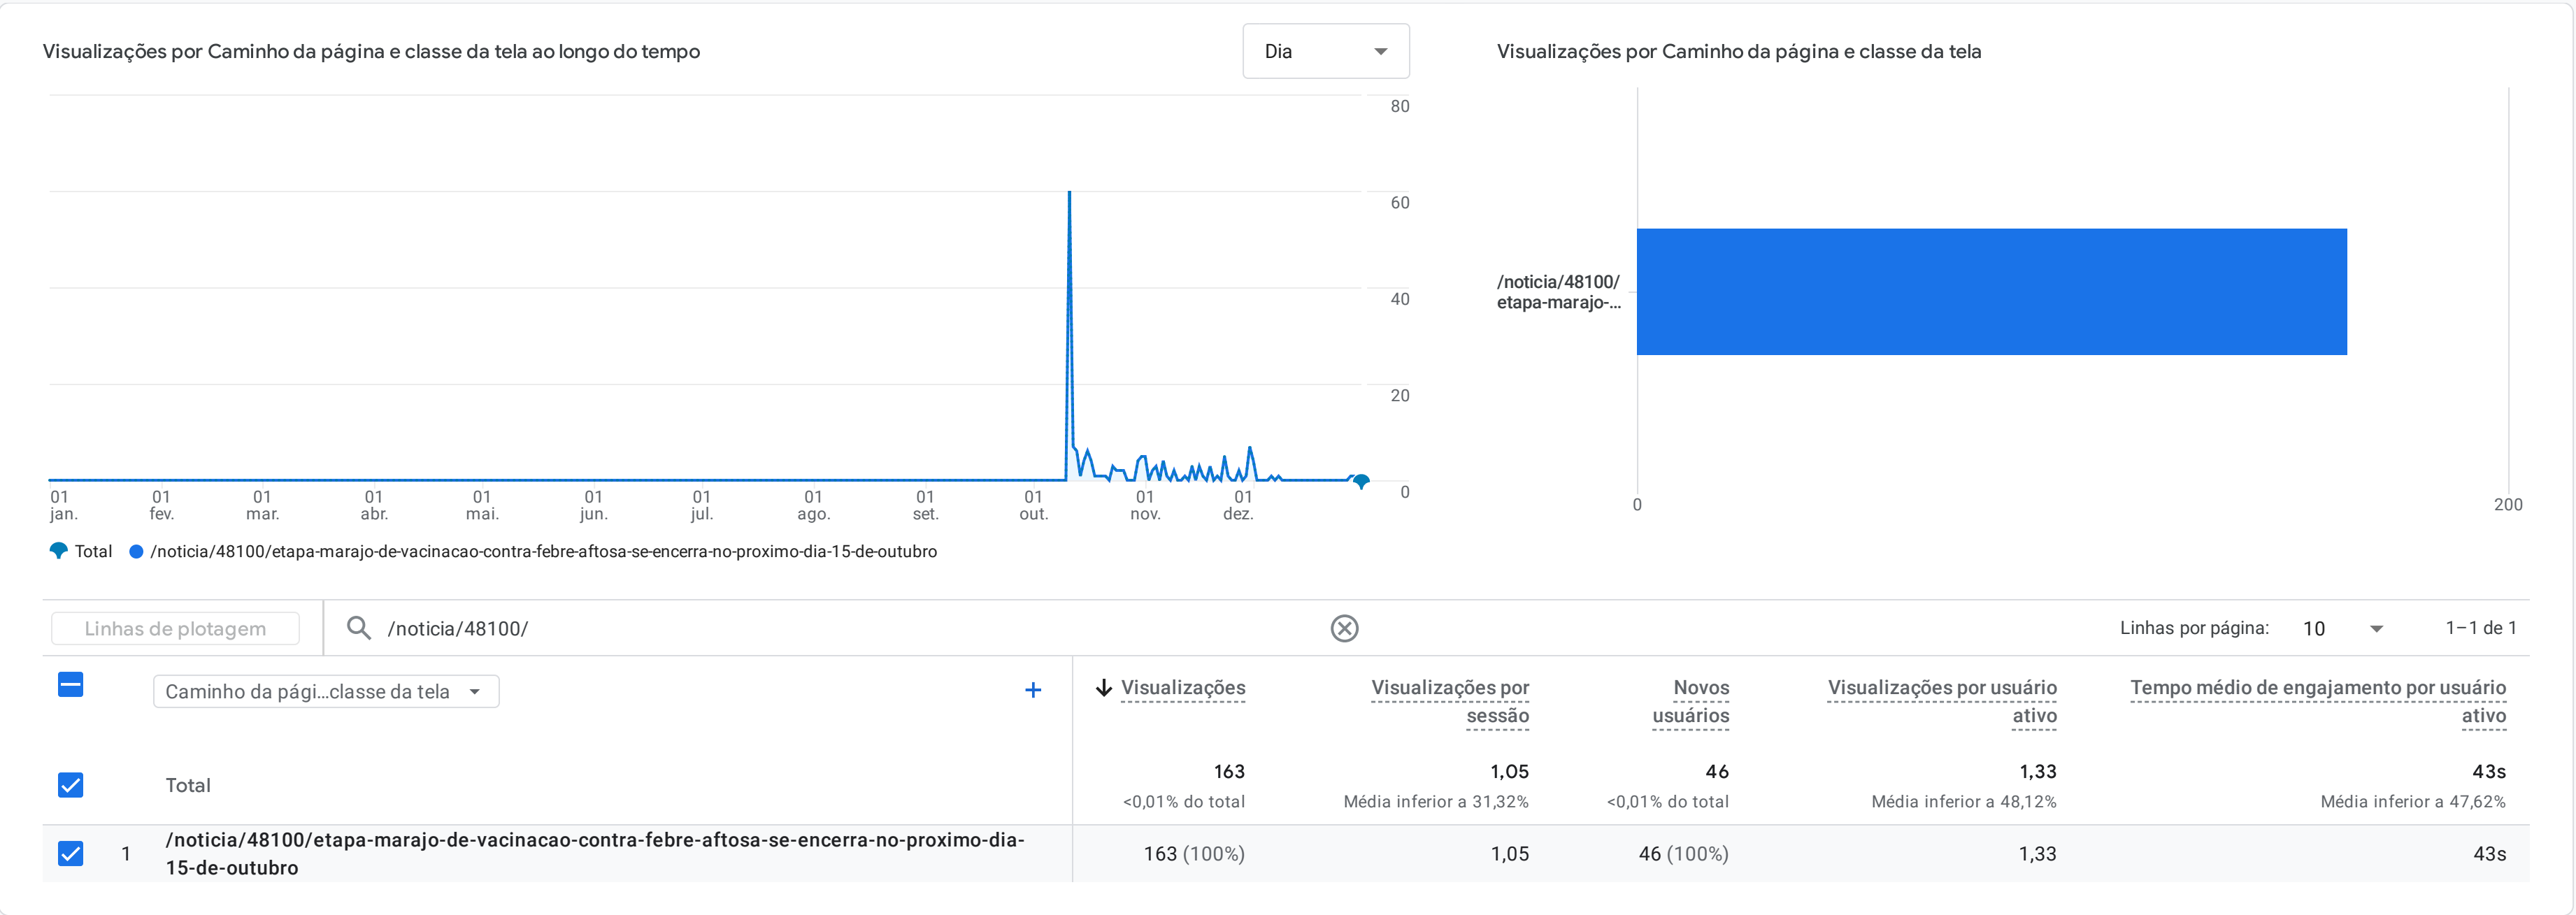 Visualizações por Caminho da página e classe da tela ao longo do tempo
Dia
80
60
40
20
0
01 jan.
01 fev.
01 mar.
01 abr.
01 mai.
01 jun.
01 jul.
01 ago.
01 set.
01 out.
01 nov.
01 dez.
Total
/noticia/48100/etapa-marajo-de-vacinacao-contra-febre-aftosa-se-encerra-no-proximo-dia-15-de-outubro
Visualizações por Caminho da página e classe da tela
/noticia/48100/
etapa-marajo-...
0
200
Linhas de plotagem
/noticia/48100/
Linhas por página:
10
1–1 de 1
Caminho da pági...classe da tela
+
Visualizações
Visualizações por
sessão
Novos
usuários
Visualizações por usuário
ativo
Tempo médio de engajamento por usuário
ativo
Total
163
<0,01% do total
1,05
Média inferior a 31,32%
46
<0,01% do total
1,33
Média inferior a 48,12%
43s
Média inferior a 47,62%
1
/noticia/48100/etapa-marajo-de-vacinacao-contra-febre-aftosa-se-encerra-no-proximo-dia-
15-de-outubro
163 (100%)
1,05
46 (100%)
1,33
43s